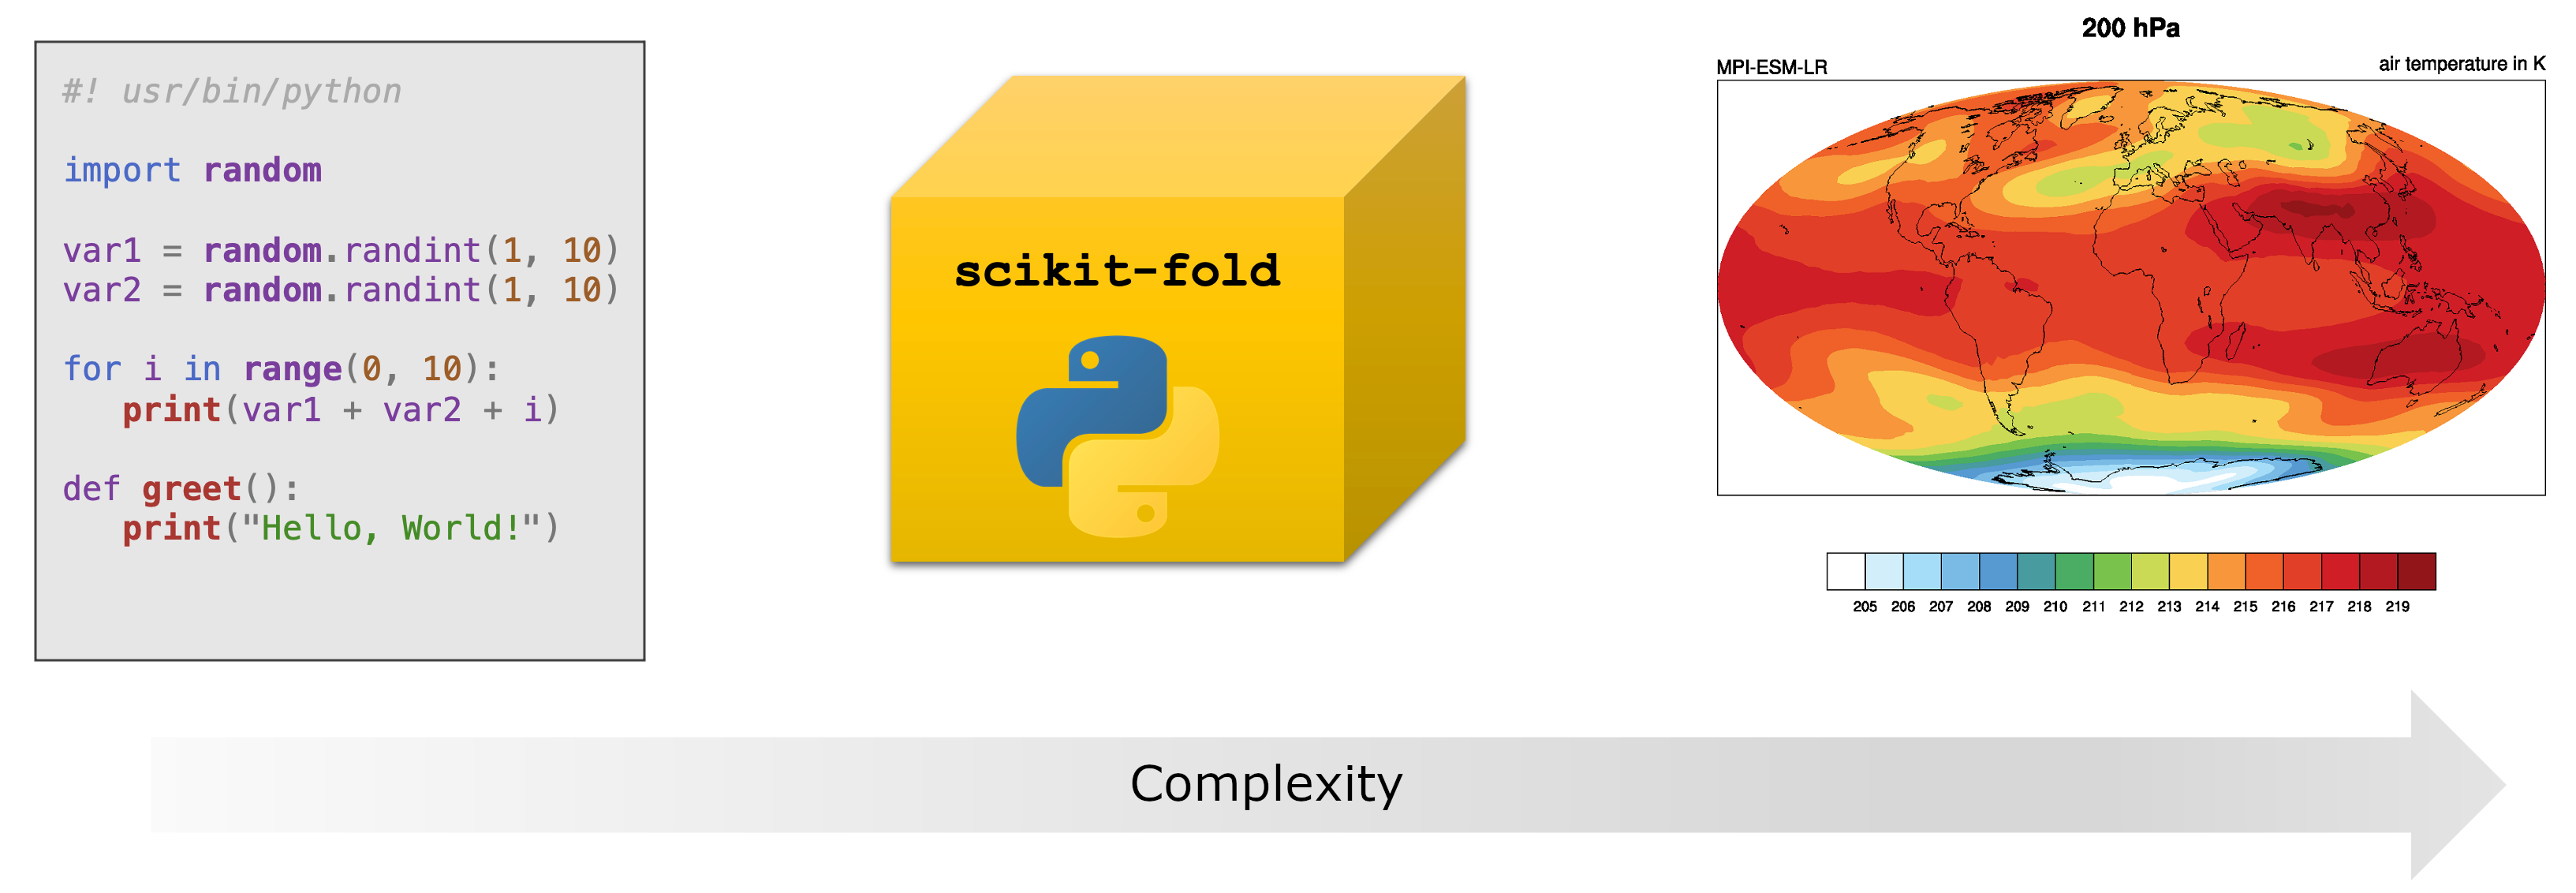 #! usr/bin/python
import random
var1 = random.randint(1, 10)
var2 = random.randint(1, 10)
for i in range(0, 10):
print(var1 + var2 + i)
def greet():
print("Hello, World!")
scikit-fold
200 hPa
MPI-ESM-LR
air temperature in K
205 206 207 208 209 210 211 212 213 214 215 216 217 218 219
Complexity